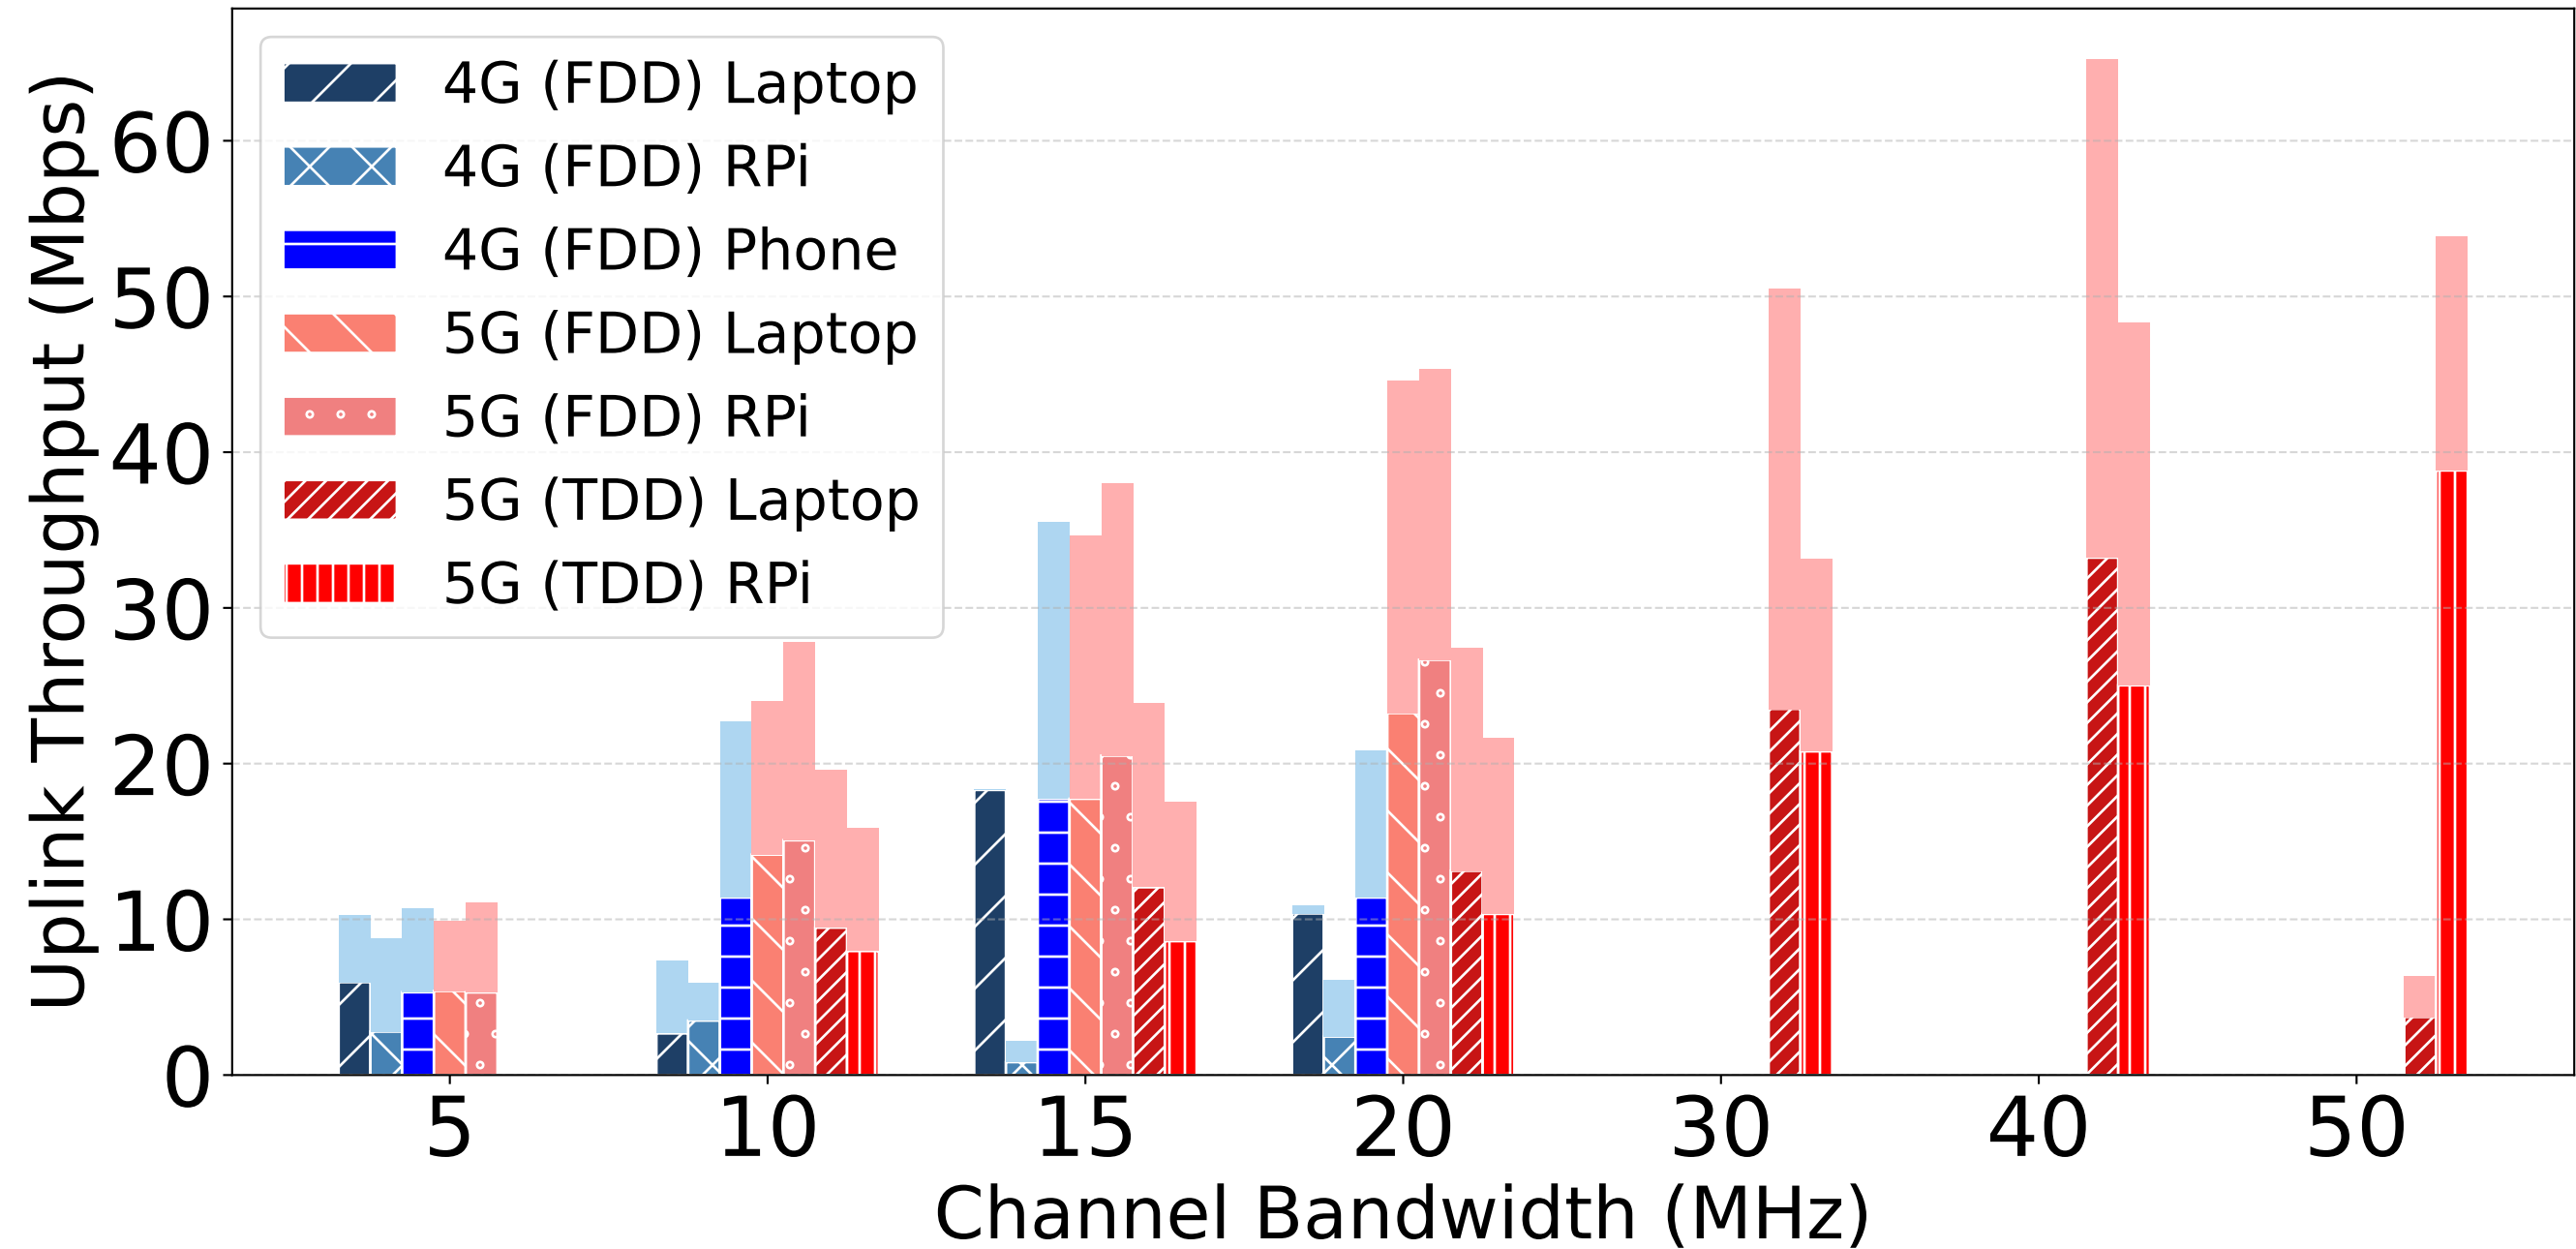 Uplink Throughput (Mbps)
60
50
40
30
20
10
0
4G (FDD) Laptop
4G (FDD) RPi
4G (FDD) Phone
5G (FDD) Laptop
5G (FDD) RPi
5G (TDD) Laptop
5G (TDD) RPi
5 10 15 20 30 40 50
Channel Bandwidth (MHz)